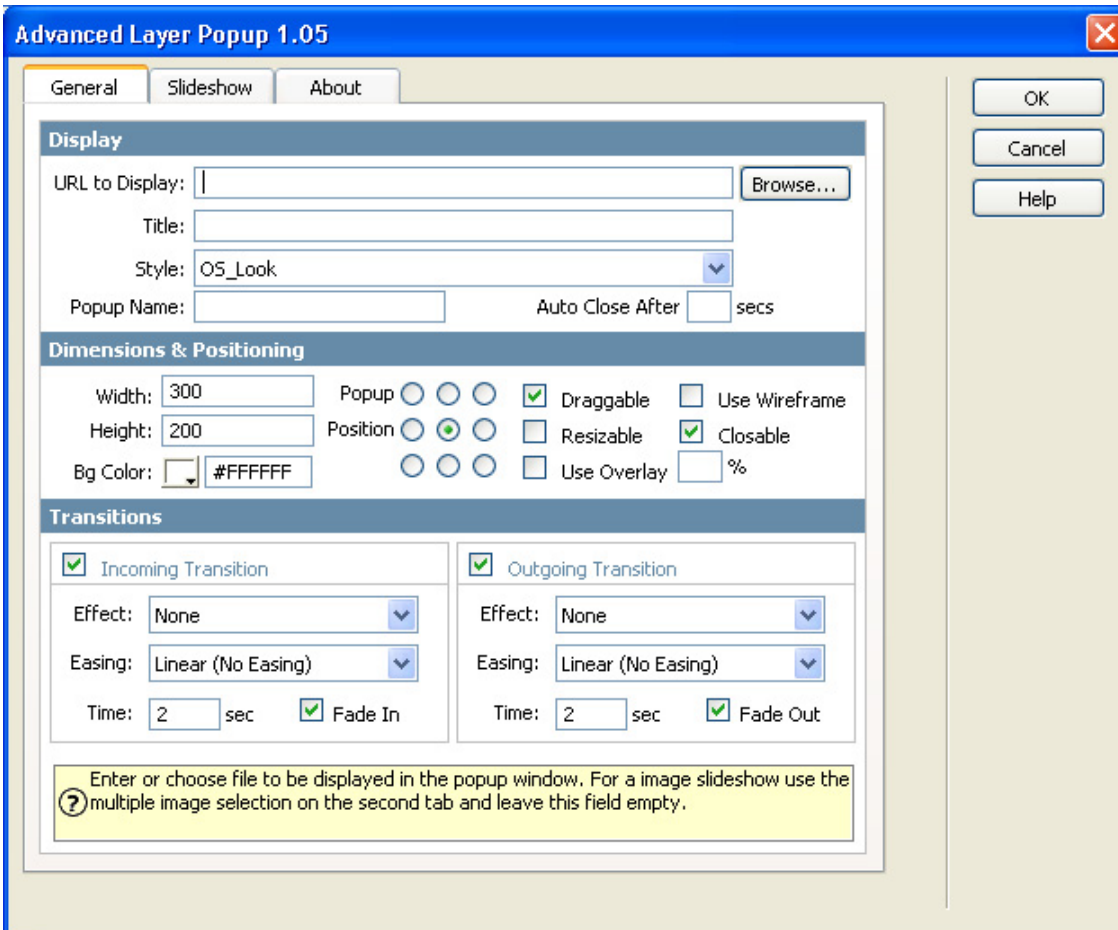 Advanced Layer Popup 1.05
General Slideshow About
OK
Cancel
Help
Display
URL to Display: Browse...
Title:
Style: OS_Look
Popup Name: Auto Close After secs
Dimensions & Positioning
Width: 300 Popup Draggable Use Wireframe
Height: 200 Position Resizable Closable
Bg Color: #FFFFFF Use Overlay %
Transitions
Incoming Transition Outgoing Transition
Effect: None Effect: None
Easing: Linear (No Easing) Easing: Linear (No Easing)
Time: 2 sec Fade In Time: 2 sec Fade Out
Enter or choose file to be displayed in the popup window. For a image slideshow use the
? multiple image selection on the second tab and leave this field empty.